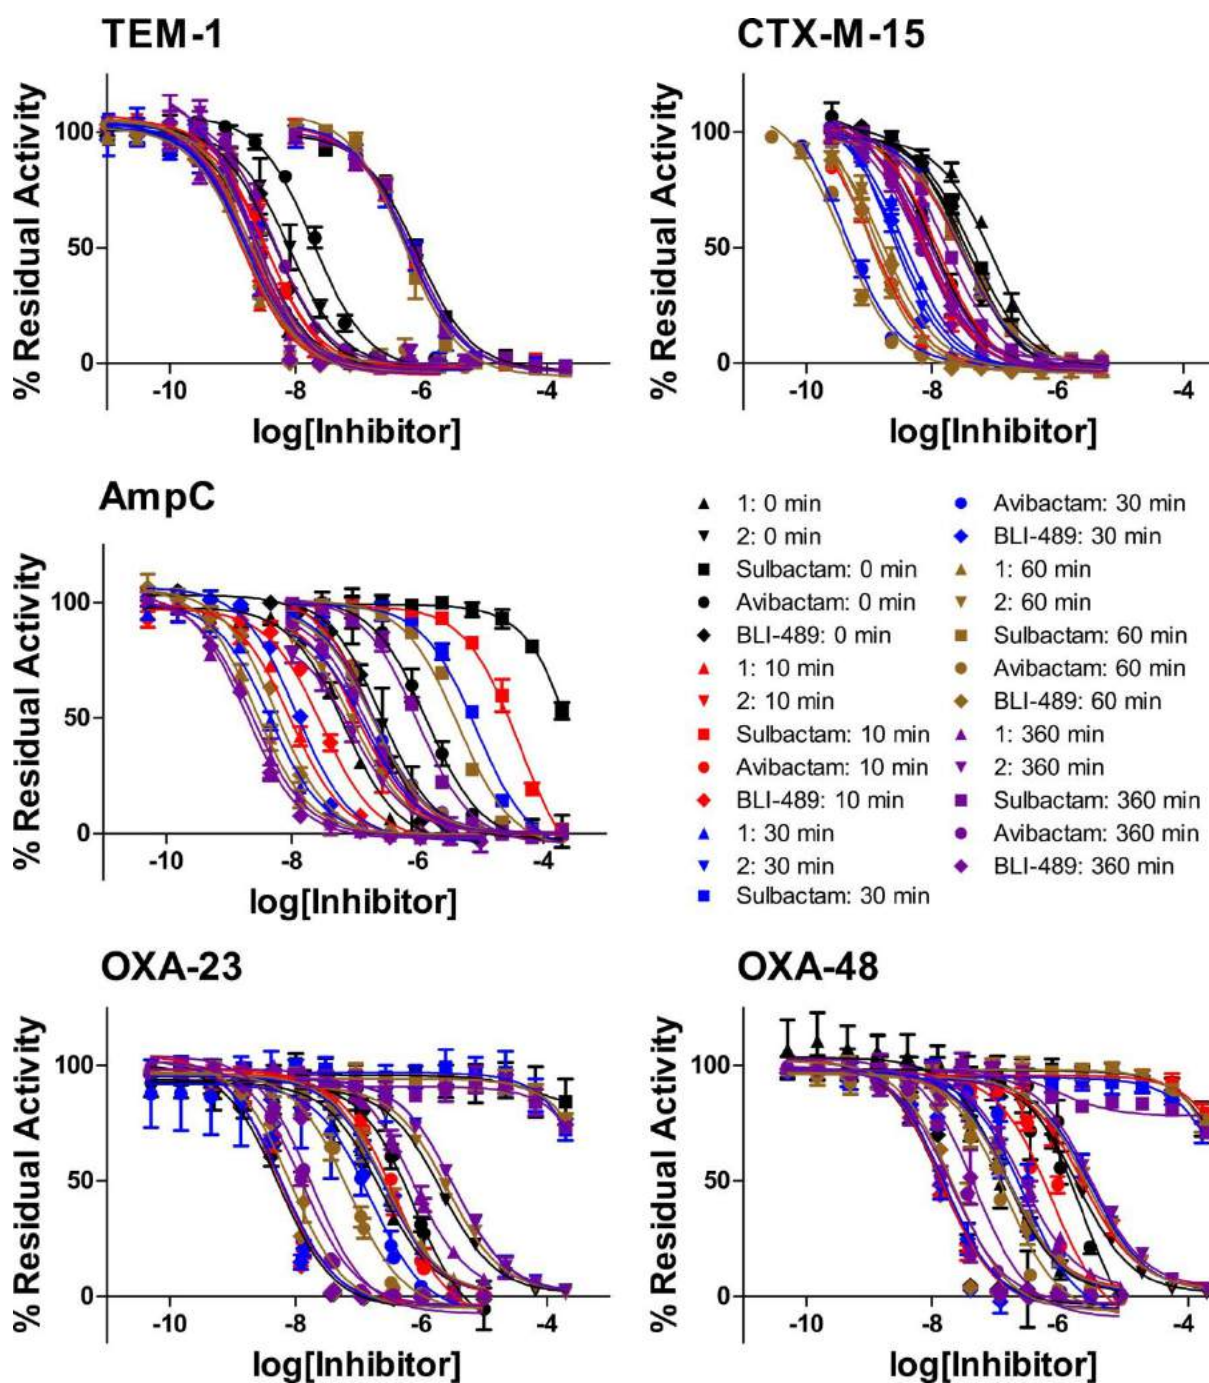 TEM-1
% Residual Activity
100
50
0
-10
-8
-6
-4
log[Inhibitor]
CTX-M-15
% Residual Activity
100
50
0
-10
-8
-6
-4
log[Inhibitor]
AmpC
% Residual Activity
100
50
0
-10
-8
-6
-4
log[Inhibitor]
1: 0 min
2: 0 min
Sulbactam: 0 min
Avibactam: 0 min
BLI-489: 0 min
1: 10 min
2: 10 min
Sulbactam: 10 min
Avibactam: 10 min
BLI-489: 10 min
1: 30 min
2: 30 min
Sulbactam: 30 min
Avibactam: 30 min
BLI-489: 30 min
1: 60 min
2: 60 min
Sulbactam: 60 min
Avibactam: 60 min
BLI-489: 60 min
1: 360 min
2: 360 min
Sulbactam: 360 min
Avibactam: 360 min
BLI-489: 360 min
OXA-23
% Residual Activity
100
50
0
-10
-8
-6
-4
log[Inhibitor]
OXA-48
% Residual Activity
100
50
0
-10
-8
-6
-4
log[Inhibitor]